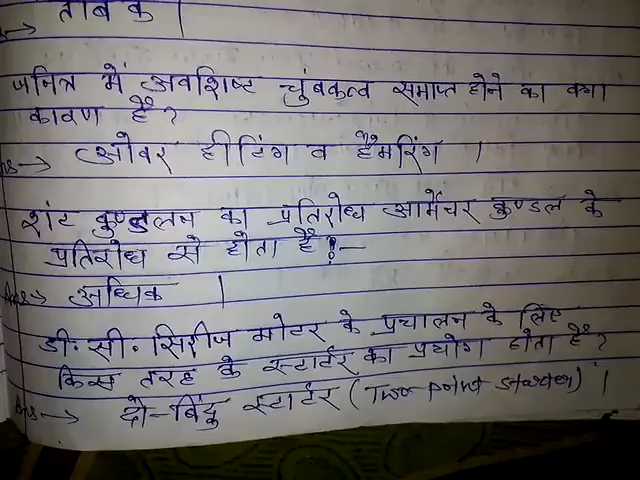 → ताँबे के |
जनित्र में अवशिष्ट चुंबकत्व समाप्त होने का क्या
कारण है?
Ans → ओवर हीटिंग व हैमरिंग ।
शंट कुण्डलन का प्रतिरोध आर्मेचर कुण्डल के
प्रतिरोध से होता है !—
Ans → अधिक |
डी. सी. सिरीज मोटर के प्रचालन के लिए
किस तरह के स्टार्टर का प्रयोग होता है?
Ans → दो-बिंदु स्टार्टर (Two point starter) |